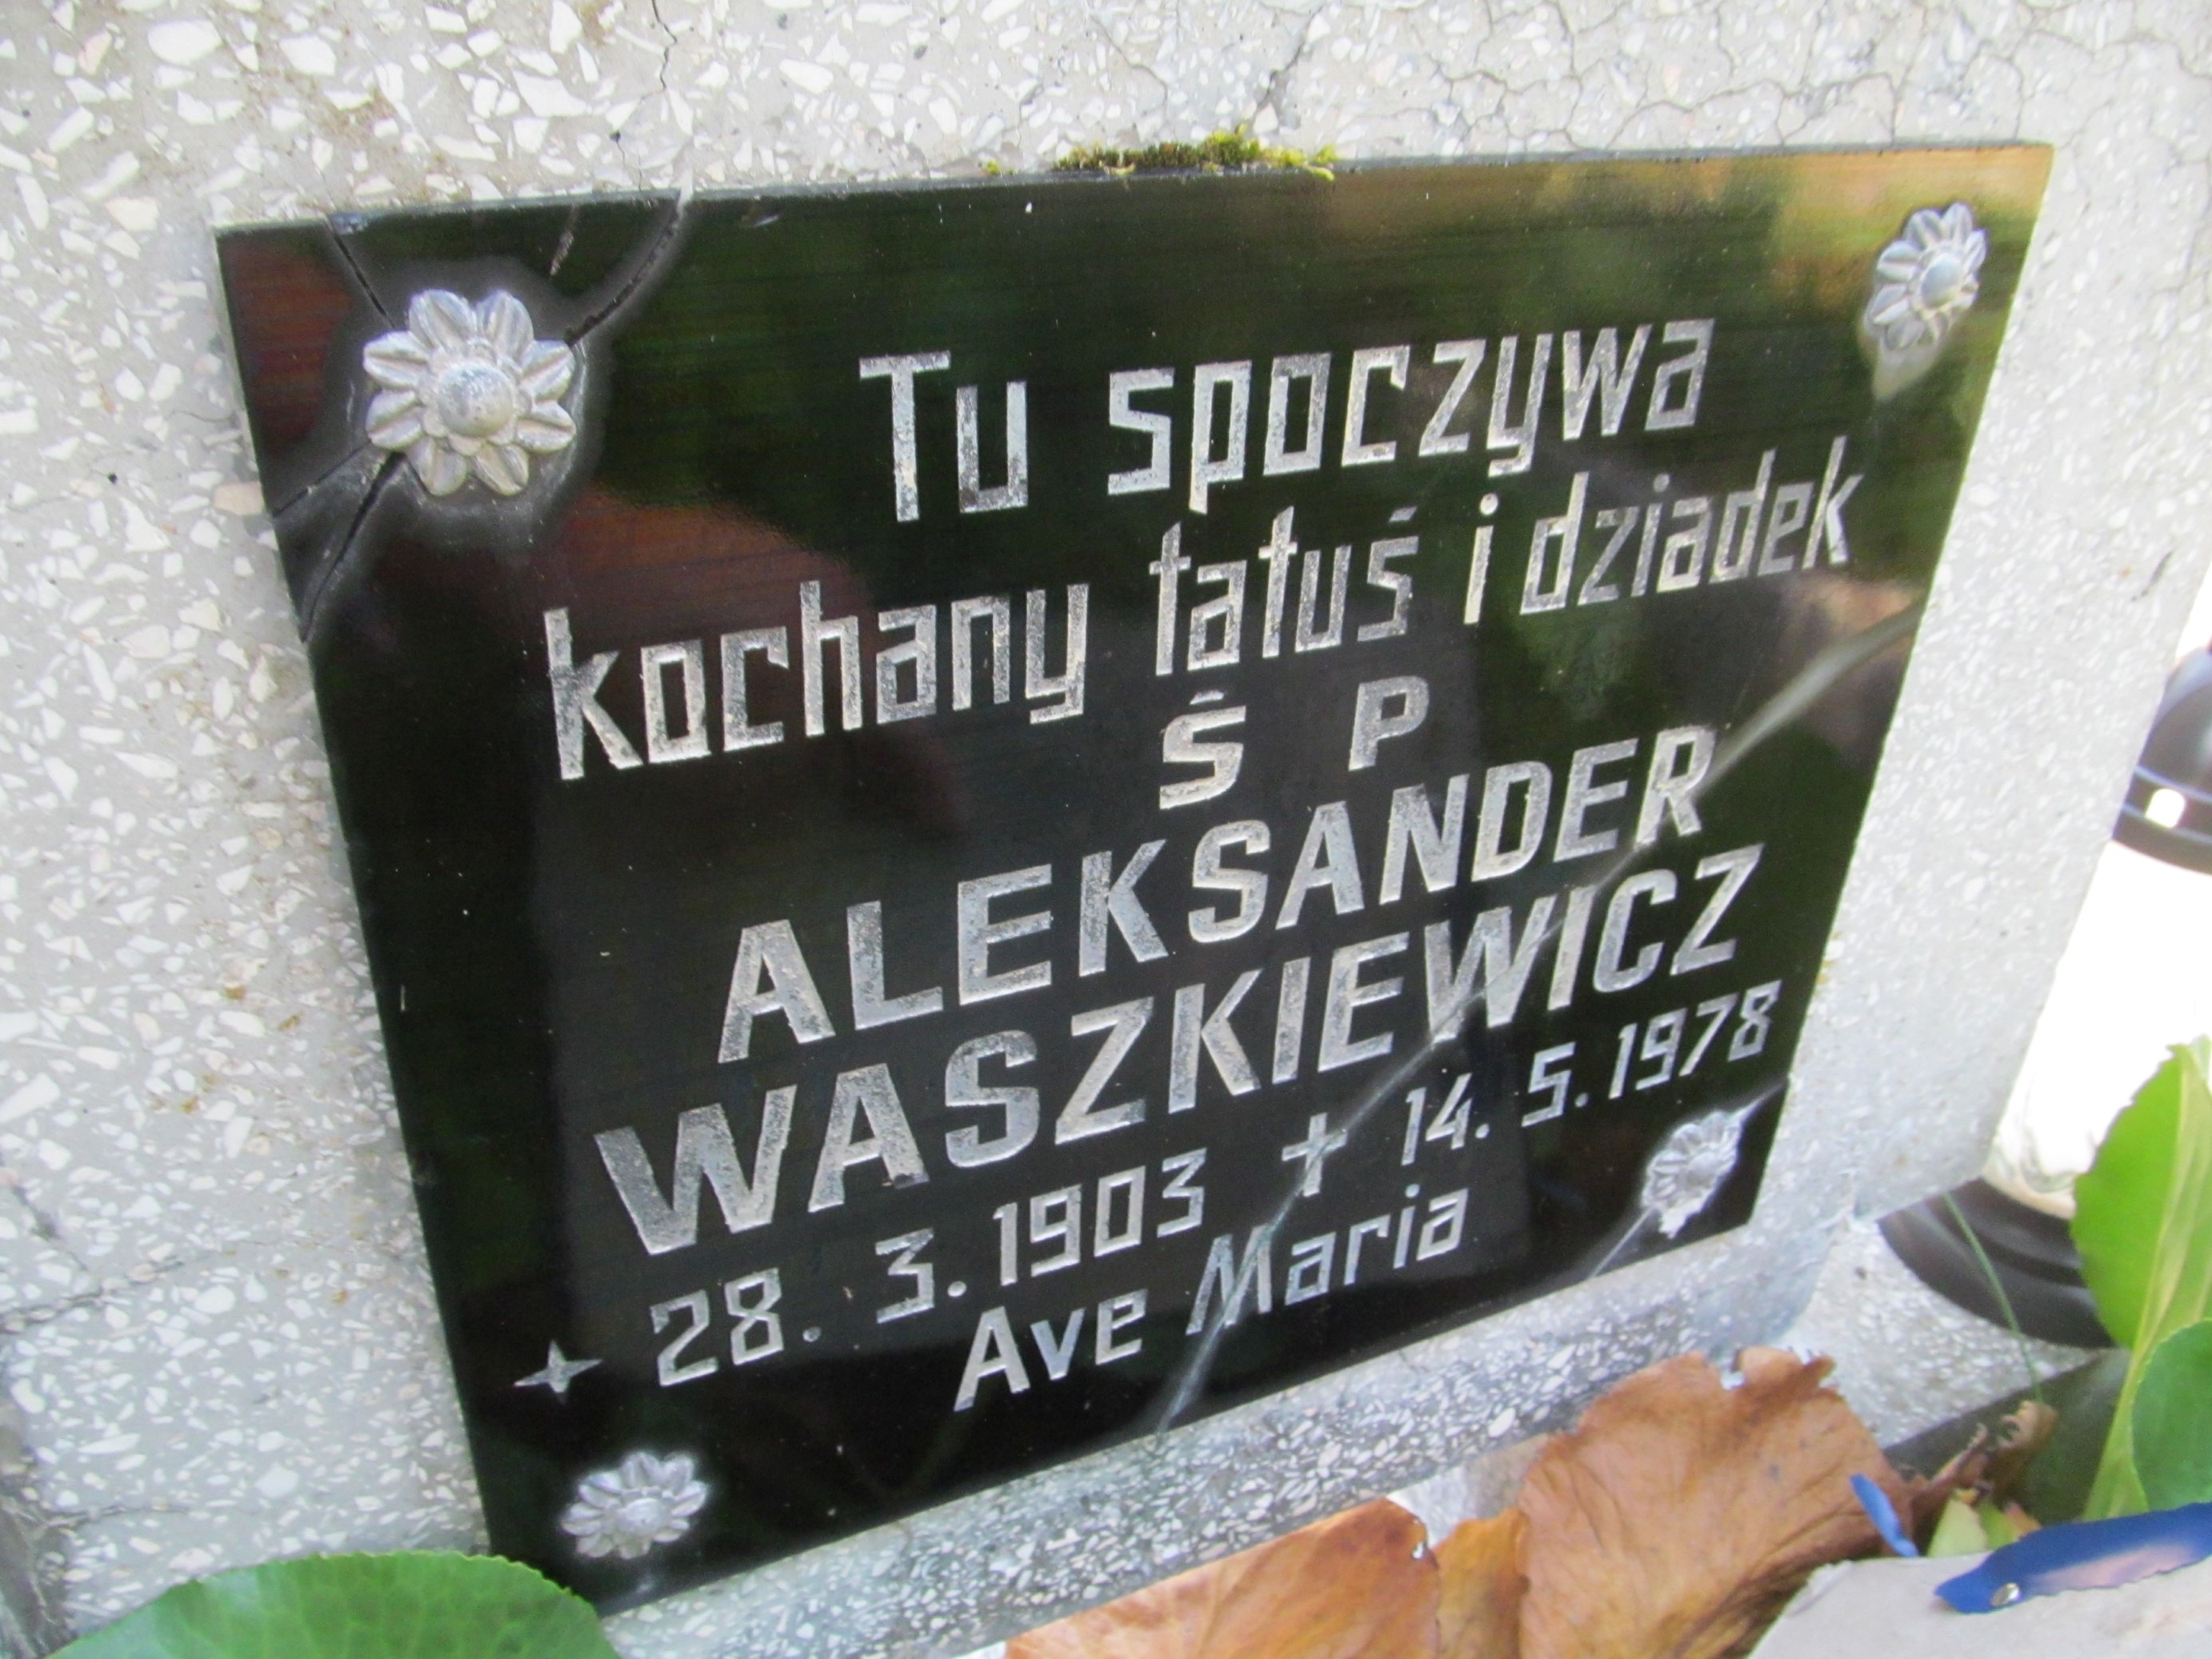 Tu spoczywa
kochany tatuś i dziadek
Ś P
ALEKSANDER
WASZKIEWICZ
28. 3.1903 + 14. 5.1978
Ave Maria